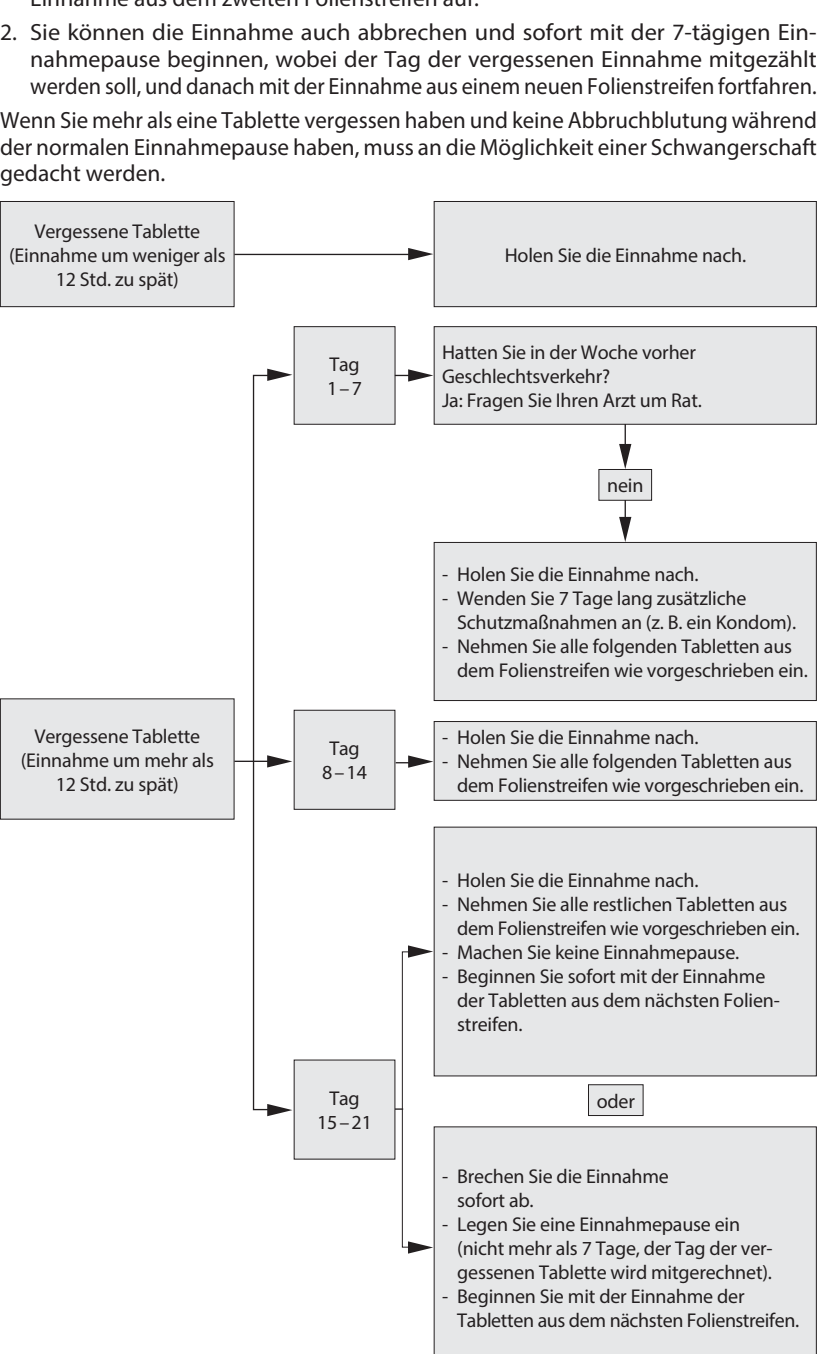 Einnahme aus dem zweiten Folienstreifen auf.
2. Sie können die Einnahme auch abbrechen und sofort mit der 7-tägigen Ein-
nahmepause beginnen, wobei der Tag der vergessenen Einnahme mitgezählt
werden soll, und danach mit der Einnahme aus einem neuen Folienstreifen fortfahren.
Wenn Sie mehr als eine Tablette vergessen haben und keine Abbruchblutung während
der normalen Einnahmepause haben, muss an die Möglichkeit einer Schwangerschaft
gedacht werden.
Vergessene Tablette
(Einnahme um weniger als
12 Std. zu spät)
Holen Sie die Einnahme nach.
Tag
1–7
Hatten Sie in der Woche vorher
Geschlechtsverkehr?
Ja: Fragen Sie Ihren Arzt um Rat.
nein
- Holen Sie die Einnahme nach.
- Wenden Sie 7 Tage lang zusätzliche
Schutzmaßnahmen an (z. B. ein Kondom).
- Nehmen Sie alle folgenden Tabletten aus
dem Folienstreifen wie vorgeschrieben ein.
Vergessene Tablette
(Einnahme um mehr als
12 Std. zu spät)
Tag
8–14
- Holen Sie die Einnahme nach.
- Nehmen Sie alle folgenden Tabletten aus
dem Folienstreifen wie vorgeschrieben ein.
- Holen Sie die Einnahme nach.
- Nehmen Sie alle restlichen Tabletten aus
dem Folienstreifen wie vorgeschrieben ein.
- Machen Sie keine Einnahmepause.
- Beginnen Sie sofort mit der Einnahme
der Tabletten aus dem nächsten Folien-
streifen.
Tag
15–21
oder
- Brechen Sie die Einnahme
sofort ab.
- Legen Sie eine Einnahmepause ein
(nicht mehr als 7 Tage, der Tag der ver-
gessenen Tablette wird mitgerechnet).
- Beginnen Sie mit der Einnahme der
Tabletten aus dem nächsten Folienstreifen.